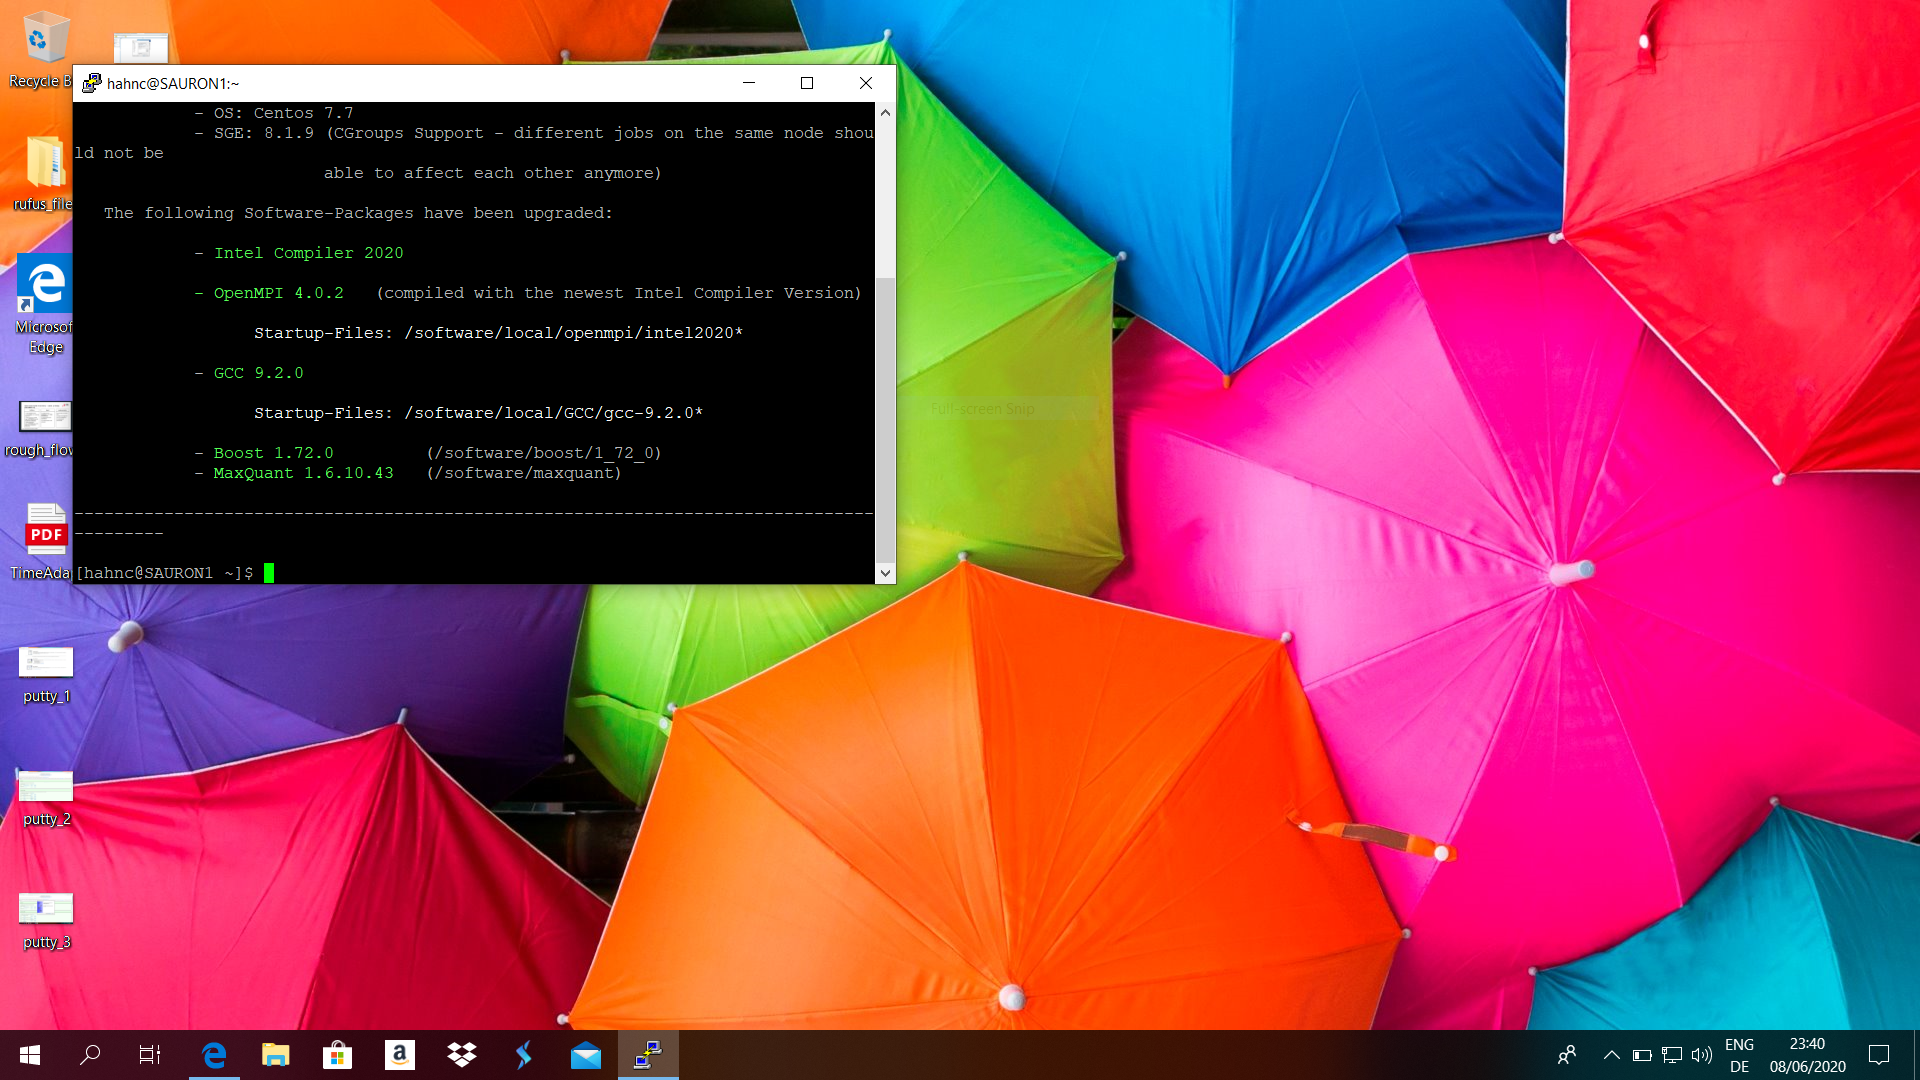 Recycle B
hahnc@SAURON1:~
- OS: Centos 7.7
- SGE: 8.1.9 (CGroups Support - different jobs on the same node shou
ld not be
able to affect each other anymore)
The following Software-Packages have been upgraded:
- Intel Compiler 2020
- OpenMPI 4.0.2 (compiled with the newest Intel Compiler Version)
Startup-Files: /software/local/openmpi/intel2020*
- GCC 9.2.0
Startup-Files: /software/local/GCC/gcc-9.2.0*
- Boost 1.72.0 (/software/boost/1_72_0)
- MaxQuant 1.6.10.43 (/software/maxquant)
--------------------------------------------------------------------------------
---------
[hahnc@SAURON1 ~]$
rufus_file
Microsof
Edge
rough_flow
PDF
TimeAda
putty_1
putty_2
putty_3
Full-screen Snip
a
ENG
DE
23:40
08/06/2020